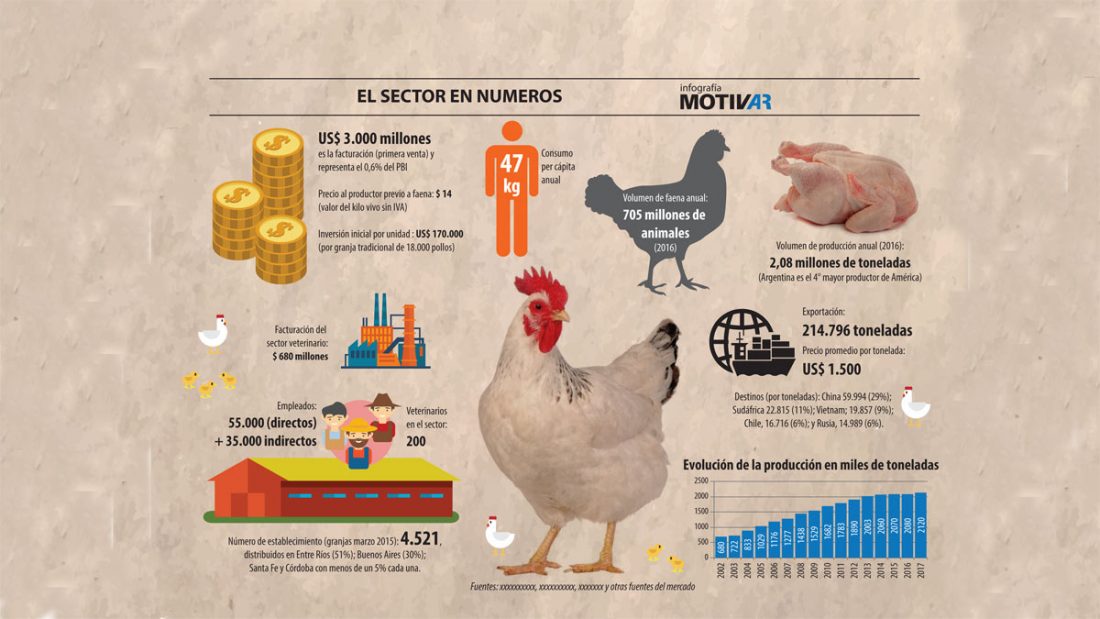 EL SECTOR EN NUMEROS
infografía
MOTIVAR
US$ 3.000 millones
es la facturación (primera venta) y
representa el 0,6% del PBI
Precio al productor previo a faena: $ 14
(valor del kilo vivo sin IVA)
Inversión inicial por unidad : US$ 170.000
(por granja tradicional de 18.000 pollos)
47
kg
Consumo
per cápita
anual
Volumen de faena anual:
705 millones de
animales
(2016)
Volumen de producción anual (2016):
2,08 millones de toneladas
(Argentina es el 4° mayor productor de América)
Facturación del
sector veterinario:
$ 680 millones
Exportación:
214.796 toneladas
Precio promedio por tonelada:
US$ 1.500
Destinos (por toneladas): China 59.994 (29%);
Sudáfrica 22.815 (11%); Vietnam; 19.857 (9%);
Chile, 16.716 (6%); y Rusia, 14.989 (6%).
Empleados:
55.000 (directos)
+ 35.000 indirectos
Veterinarios
en el sector:
200
Número de establecimiento (granjas marzo 2015): 4.521,
distribuidos en Entre Ríos (51%); Buenos Aires (30%);
Santa Fe y Córdoba con menos de un 5% cada una.
Evolución de la producción en miles de toneladas
2500
2000
1500
1000
500
0
680 722 833 1029 1176 1277 1438 1529 1682 1783 1890 2003 2060 2070 2080 2120
2002 2003 2004 2005 2006 2007 2008 2009 2010 2011 2012 2013 2014 2015 2016 2017
Fuentes: xxxxxxxxxx, xxxxxxxxxx, xxxxxxx y otras fuentes del mercado